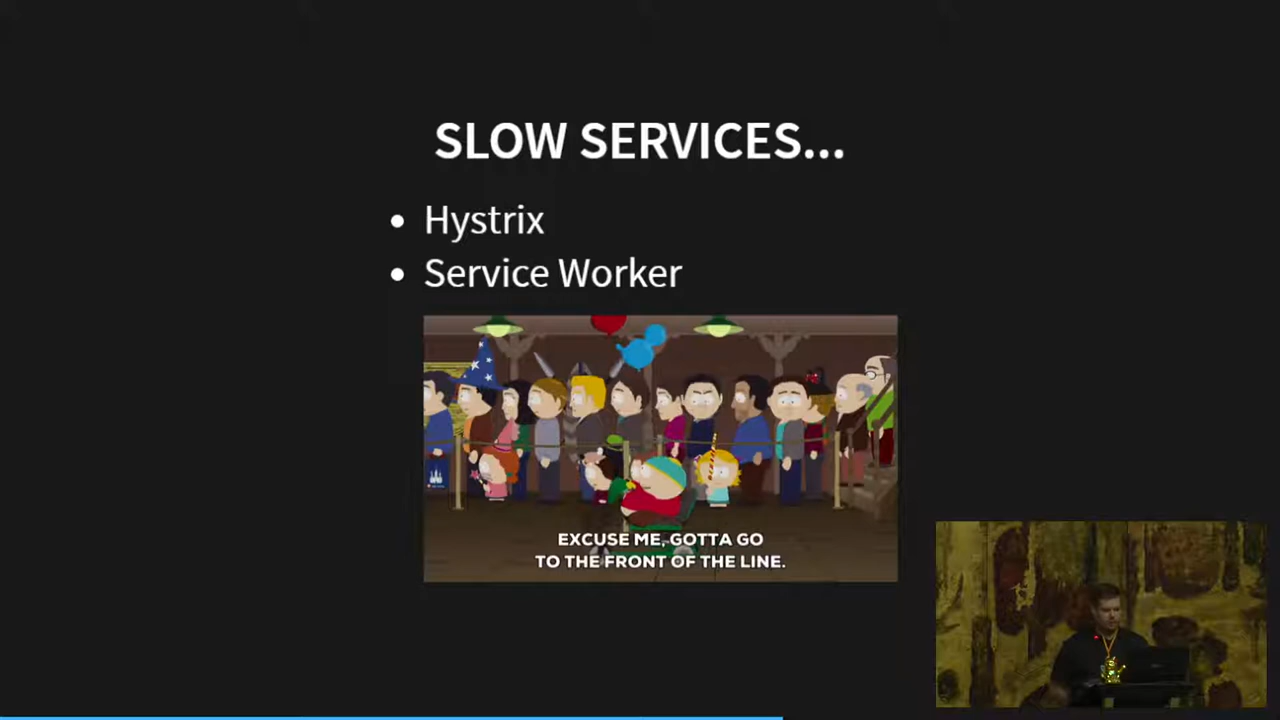 SLOW SERVICES...
Hystrix
Service Worker
EXCUSE ME, GOTTA GO
TO THE FRONT OF THE LINE.